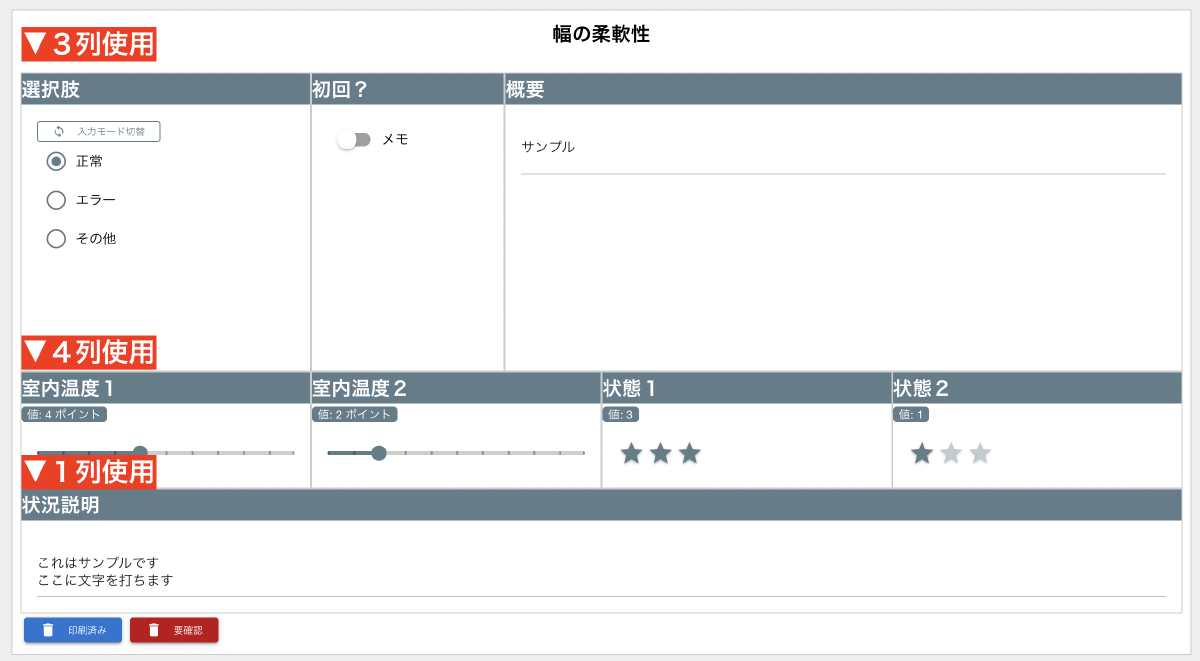 幅の柔軟性
▼３列使用
選択肢
初回？
概要
入力モード切替
正常
エラー
その他
メモ
サンプル
▼４列使用
室内温度１
室内温度２
状態１
状態２
値: 4 ポイント
値: 2 ポイント
値: 3
値: 1
▼１列使用
状況説明
これはサンプルです
ここに文字を打ちます
印刷済み
要確認